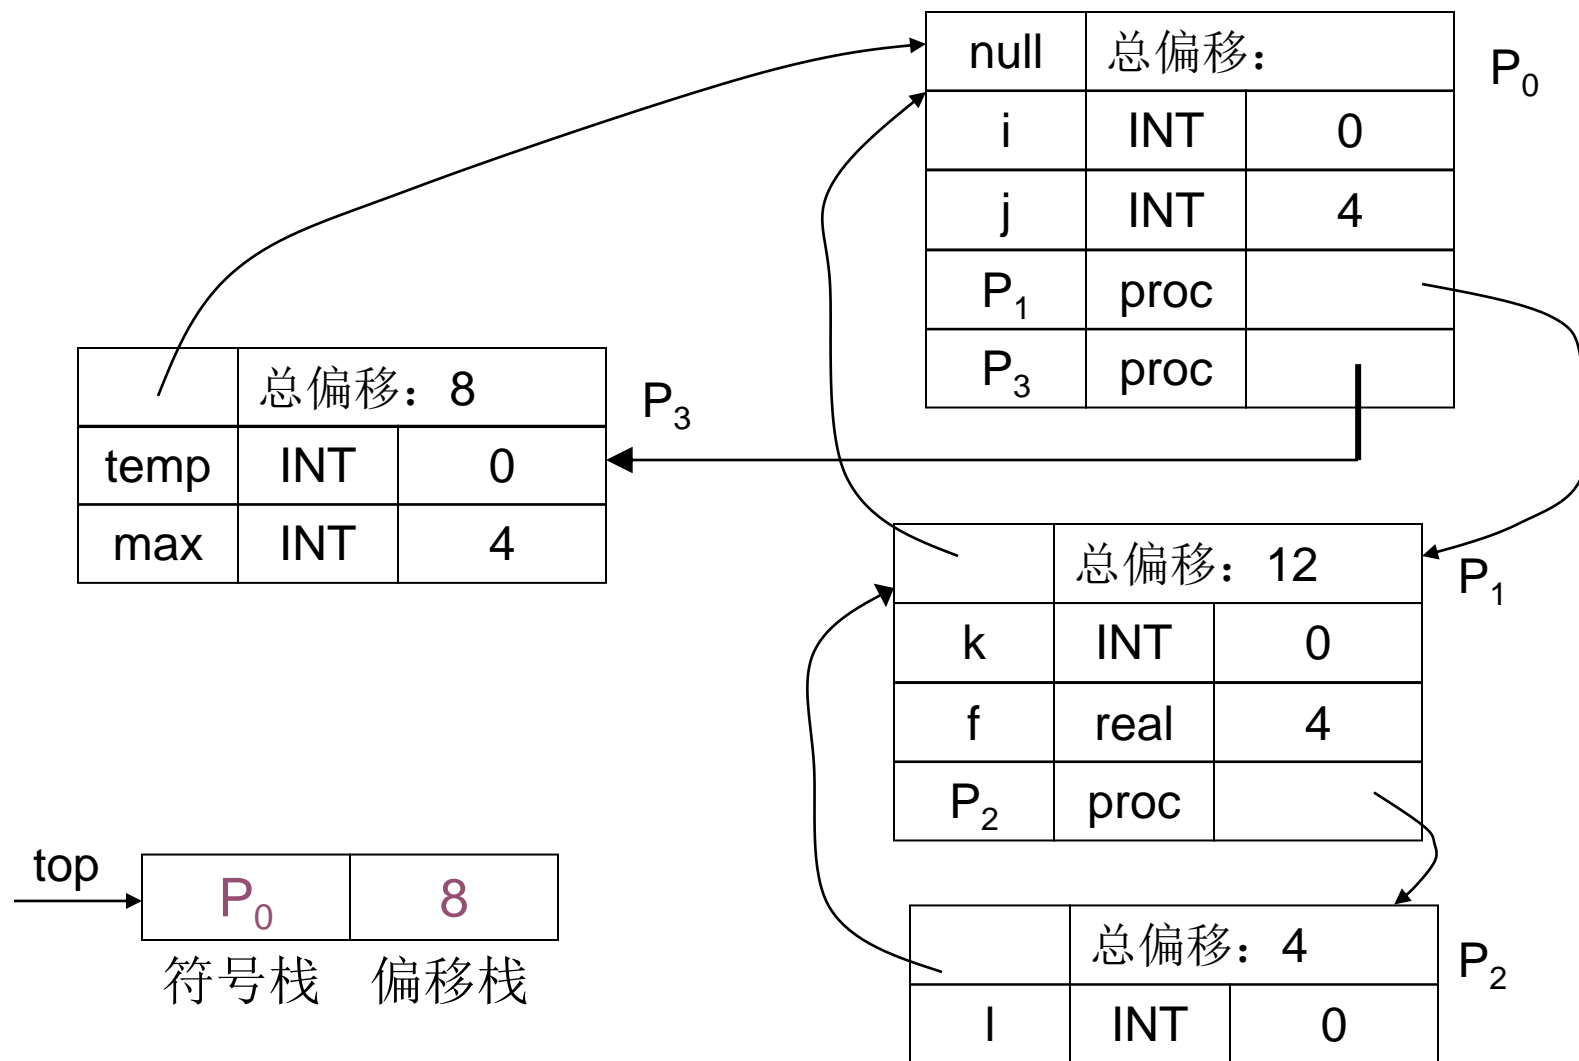 null 总偏移：
P₀
i INT 0
j INT 4
P₁ proc
P₃ proc
总偏移：8
P₃
temp INT 0
max INT 4
总偏移：12
P₁
k INT 0
f real 4
P₂ proc
top
P₀ 8
符号栈 偏移栈
总偏移：4
P₂
l INT 0